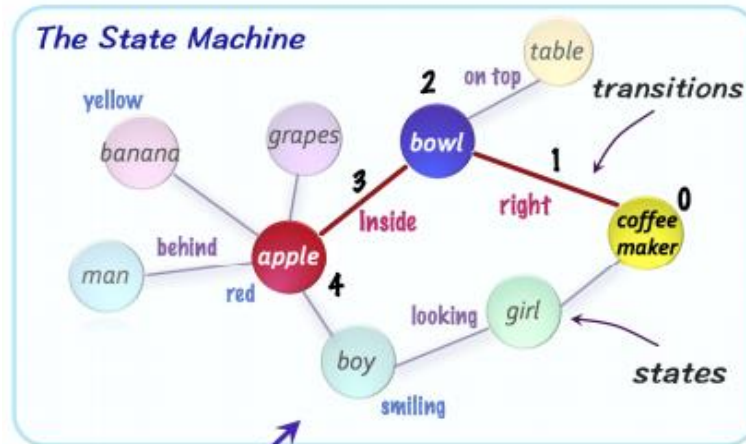 The State Machine
table
2
on top
transitions
yellow
grapes
bowl
banana
1
3
0
right
Inside
coffee
maker
behind
apple
man
red
4
looking
girl
boy
states
smiling